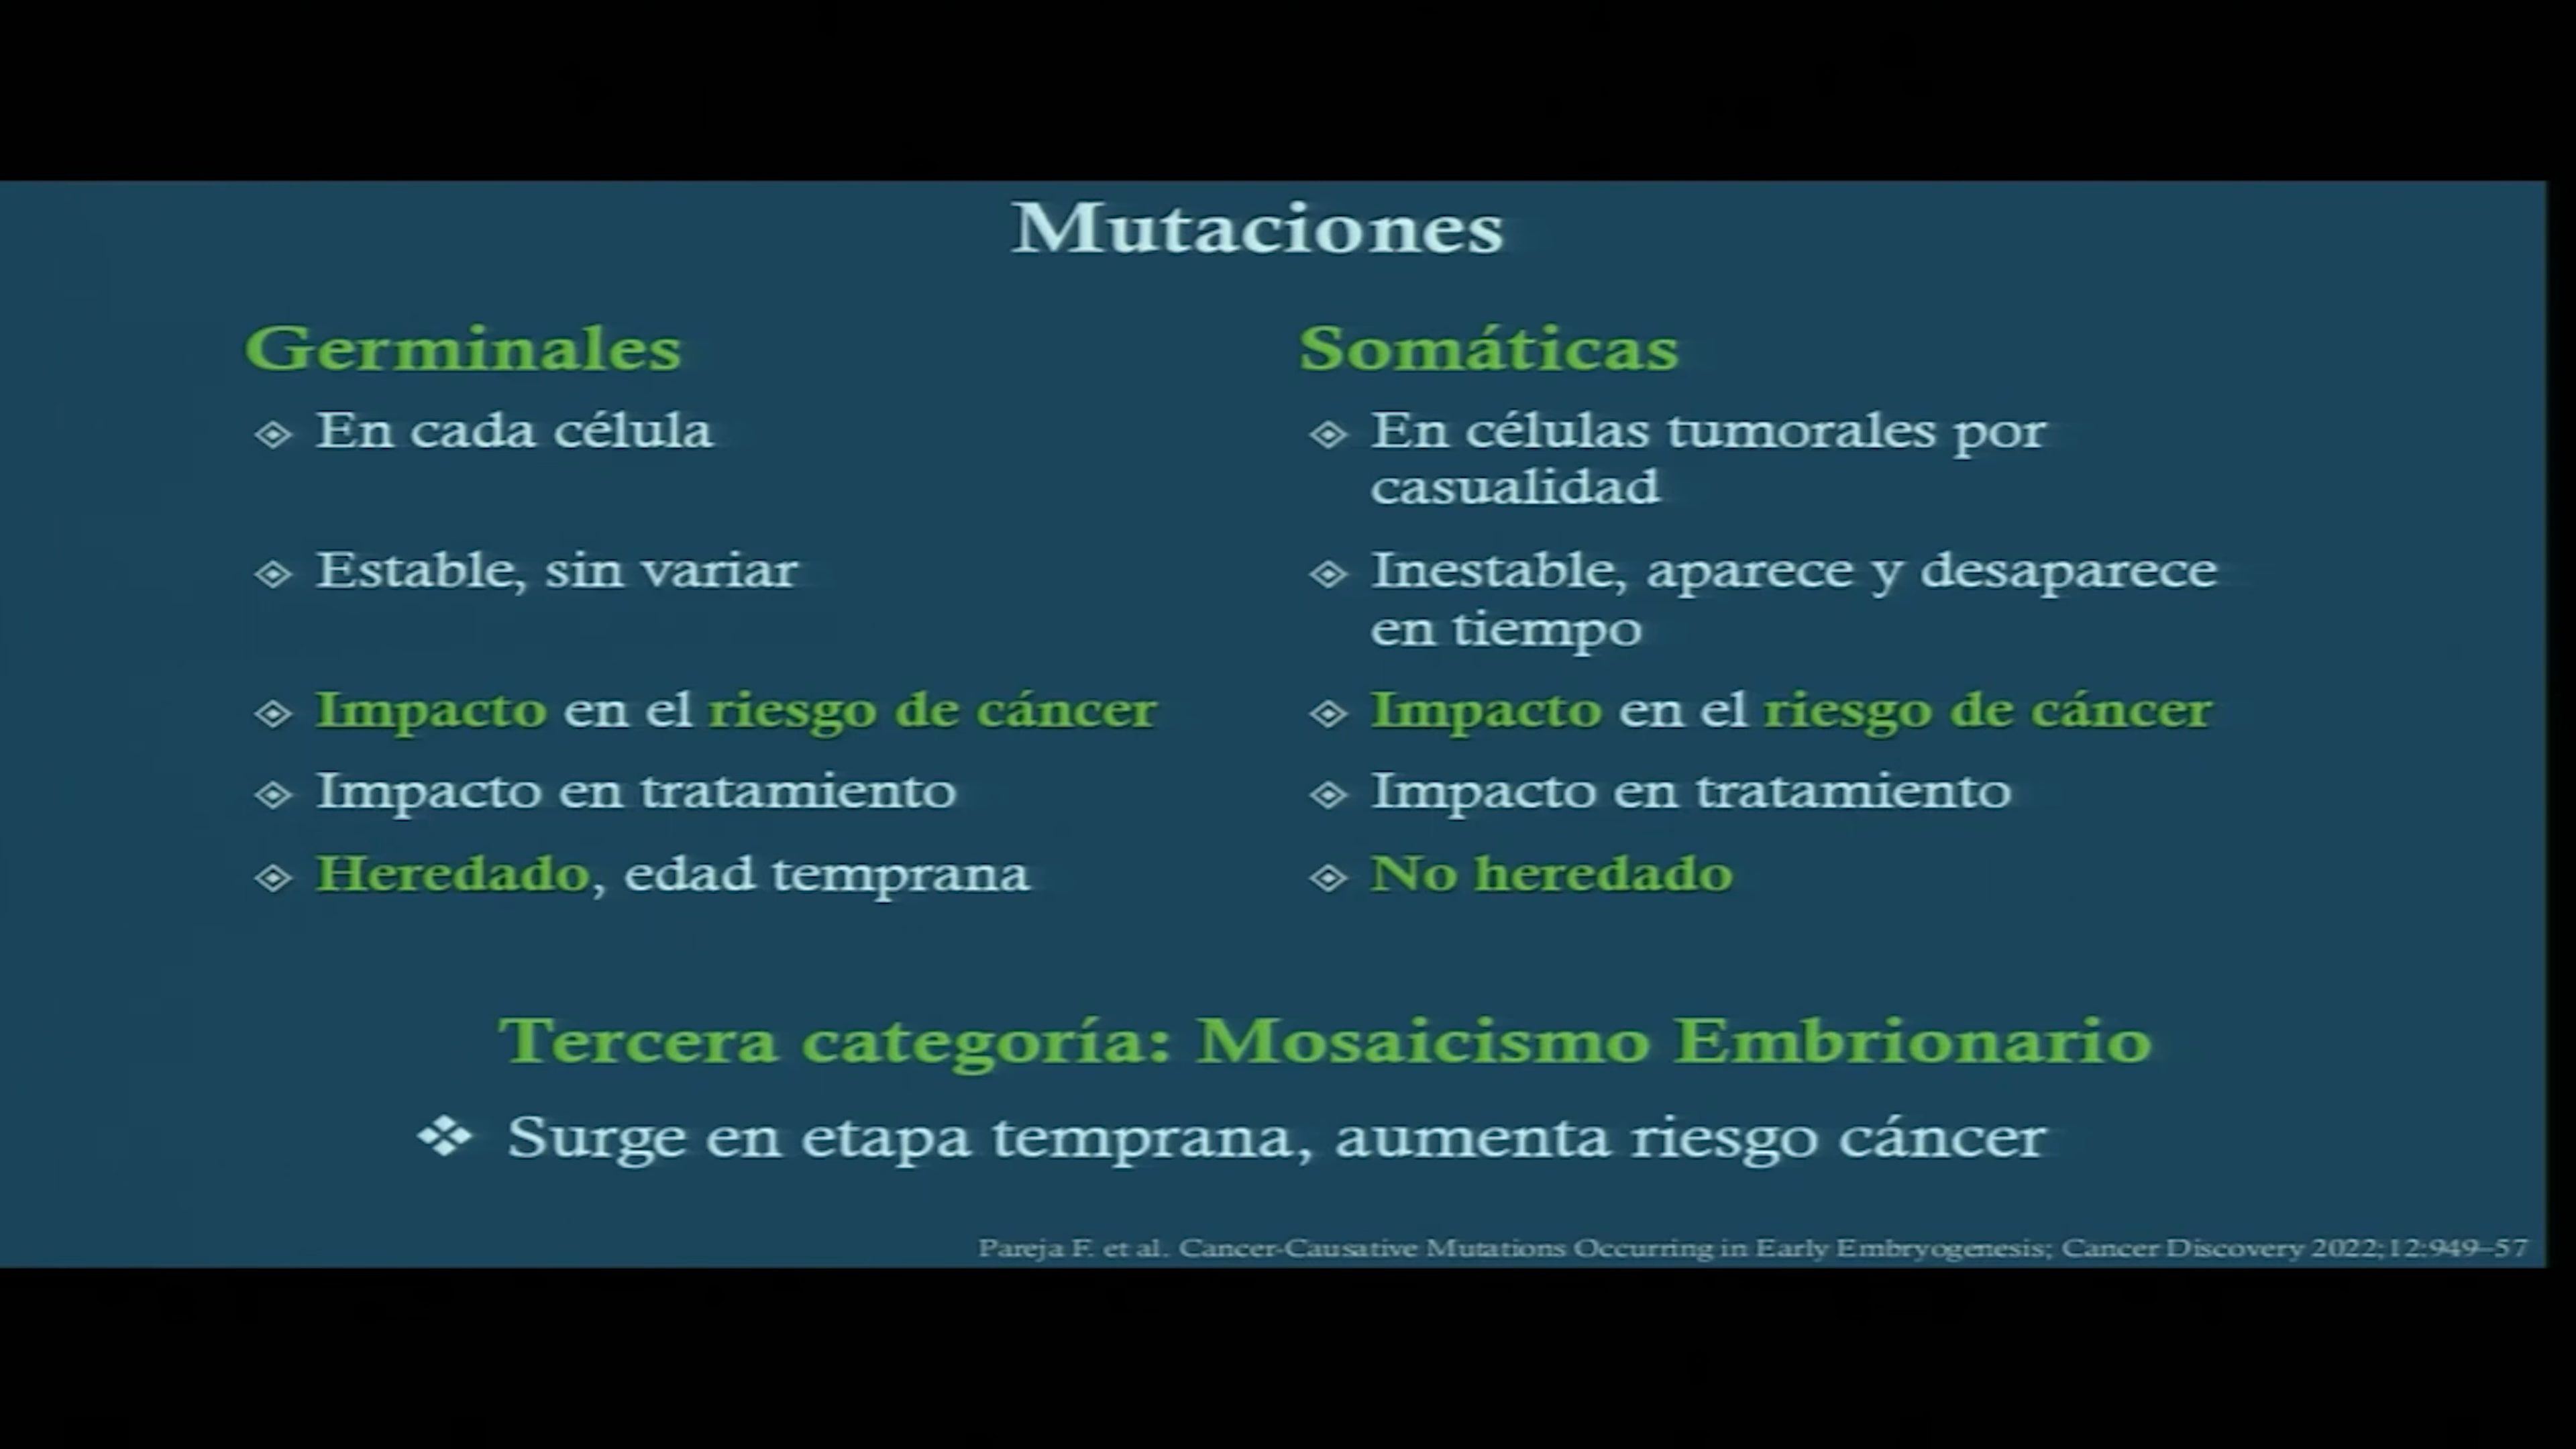 Mutaciones
Germinales
En cada célula
Estable, sin variar
Impacto en el riesgo de cáncer
Impacto en tratamiento
Heredado, edad temprana
Somáticas
En células tumorales por
casualidad
Inestable, aparece y desaparece
en tiempo
Impacto en el riesgo de cáncer
Impacto en tratamiento
No heredado
Tercera categoría: Mosaicismo Embrionario
Surge en etapa temprana, aumenta riesgo cáncer
Pareja F. et al. Cancer-Causative Mutations Occurring in Early Embryogenesis; Cancer Discovery 2022;12:949–57